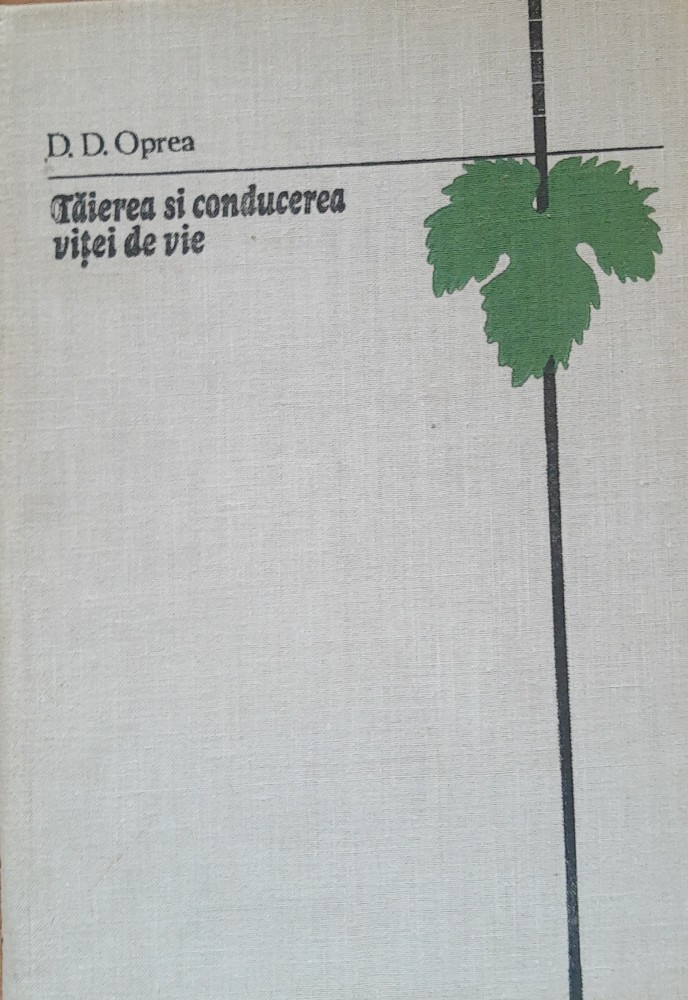 D. D. Oprea
Tăierea si conducerea
viței de vie